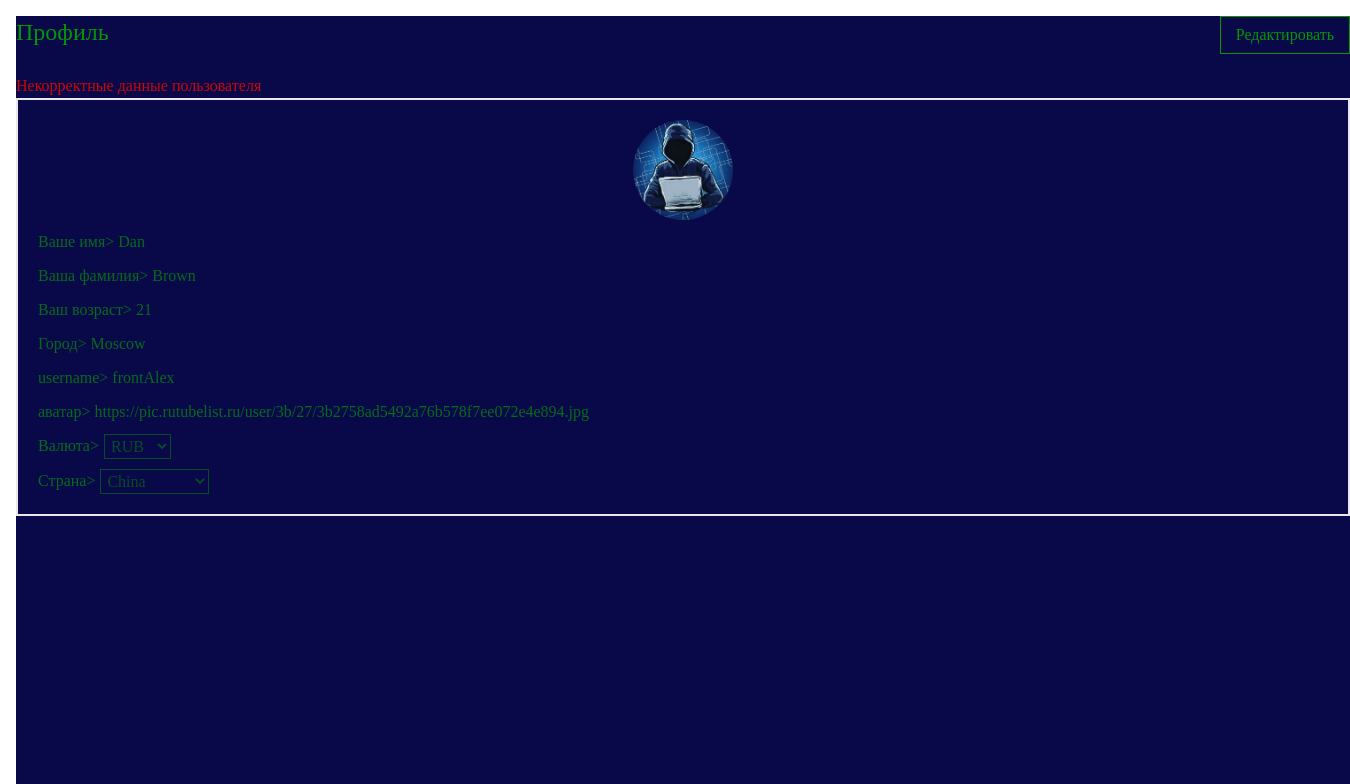 Профиль
Редактировать
Некорректные данные пользователя
Ваше имя> Dan
Ваша фамилия> Brown
Ваш возраст> 21
Город> Moscow
username> frontAlex
аватар> https://pic.rutubelist.ru/user/3b/27/3b2758ad5492a76b578f7ee072e4e894.jpg
Валюта> RUB
Страна> China